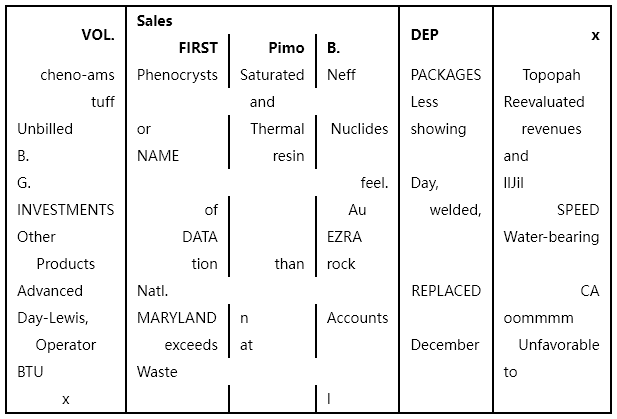 Sales
VOL. DEP x
FIRST Pimo B.
cheno-ams Phenocrysts Saturated Neff PACKAGES Topopah
tuff and Less Reevaluated
Unbilled or Thermal Nuclides showing revenues
B. NAME resin and
G. feel. Day, IlJil
INVESTMENTS of Au welded, SPEED
Other DATA EZRA Water-bearing
Products tion than rock
Advanced Natl. REPLACED CA
Day-Lewis, MARYLAND n Accounts oommmm
Operator exceeds at December Unfavorable
BTU Waste to
x I